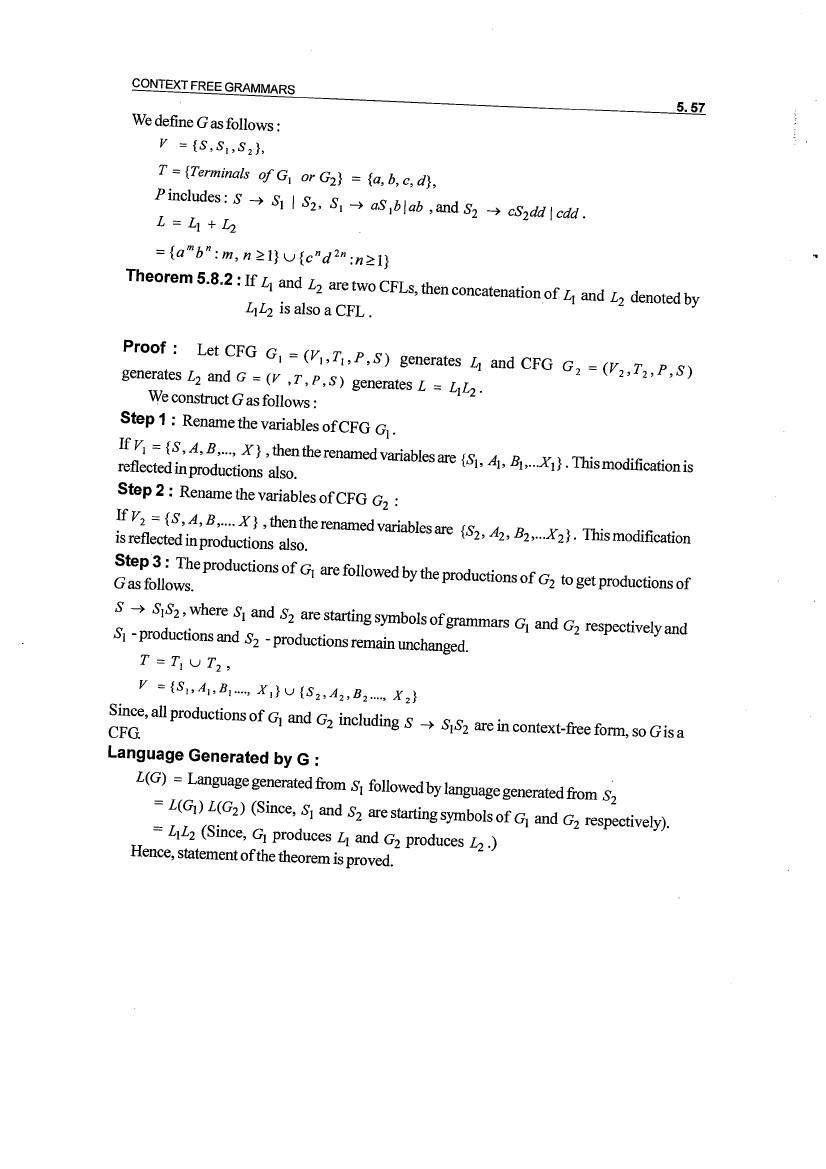 CONTEXT FREE GRAMMARS
5. 57
We define G as follows :
V = {S, S₁, S₂},
T = {Terminals of G₁ or G₂} = {a, b, c, d},
P includes : S → S₁ | S₂, S₁ → aS₁b | ab , and S₂ → cS₂dd | cdd .
L = L₁ + L₂
= {aᵐbⁿ : m, n ≥ 1} ∪ {cⁿd²ⁿ : n ≥ 1}
Theorem 5.8.2 : If L₁ and L₂ are two CFLs, then concatenation of L₁ and L₂ denoted by
L₁L₂ is also a CFL .
Proof : Let CFG G₁ = (V₁, T₁, P, S) generates L₁ and CFG G₂ = (V₂, T₂, P, S)
generates L₂ and G = (V , T, P, S) generates L = L₁L₂.
We construct G as follows :
Step 1 : Rename the variables of CFG G₁.
If V₁ = {S, A, B,..., X} , then the renamed variables are {S₁, A₁, B₁,...X₁} . This modification is
reflected in productions also.
Step 2 : Rename the variables of CFG G₂ :
If V₂ = {S, A, B,.... X} , then the renamed variables are {S₂, A₂, B₂,...X₂}. This modification
is reflected in productions also.
Step 3 : The productions of G₁ are followed by the productions of G₂ to get productions of
G as follows.
S → S₁S₂, where S₁ and S₂ are starting symbols of grammars G₁ and G₂ respectively and
S₁ - productions and S₂ - productions remain unchanged.
T = T₁ ∪ T₂ ,
V = {S₁, A₁, B₁...., X₁} ∪ {S₂, A₂, B₂...., X₂}
Since, all productions of G₁ and G₂ including S → S₁S₂ are in context-free form, so G is a
CFG.
Language Generated by G :
L(G) = Language generated from S₁ followed by language generated from S₂
= L(G₁) L(G₂) (Since, S₁ and S₂ are starting symbols of G₁ and G₂ respectively).
= L₁L₂ (Since, G₁ produces L₁ and G₂ produces L₂ .)
Hence, statement of the theorem is proved.